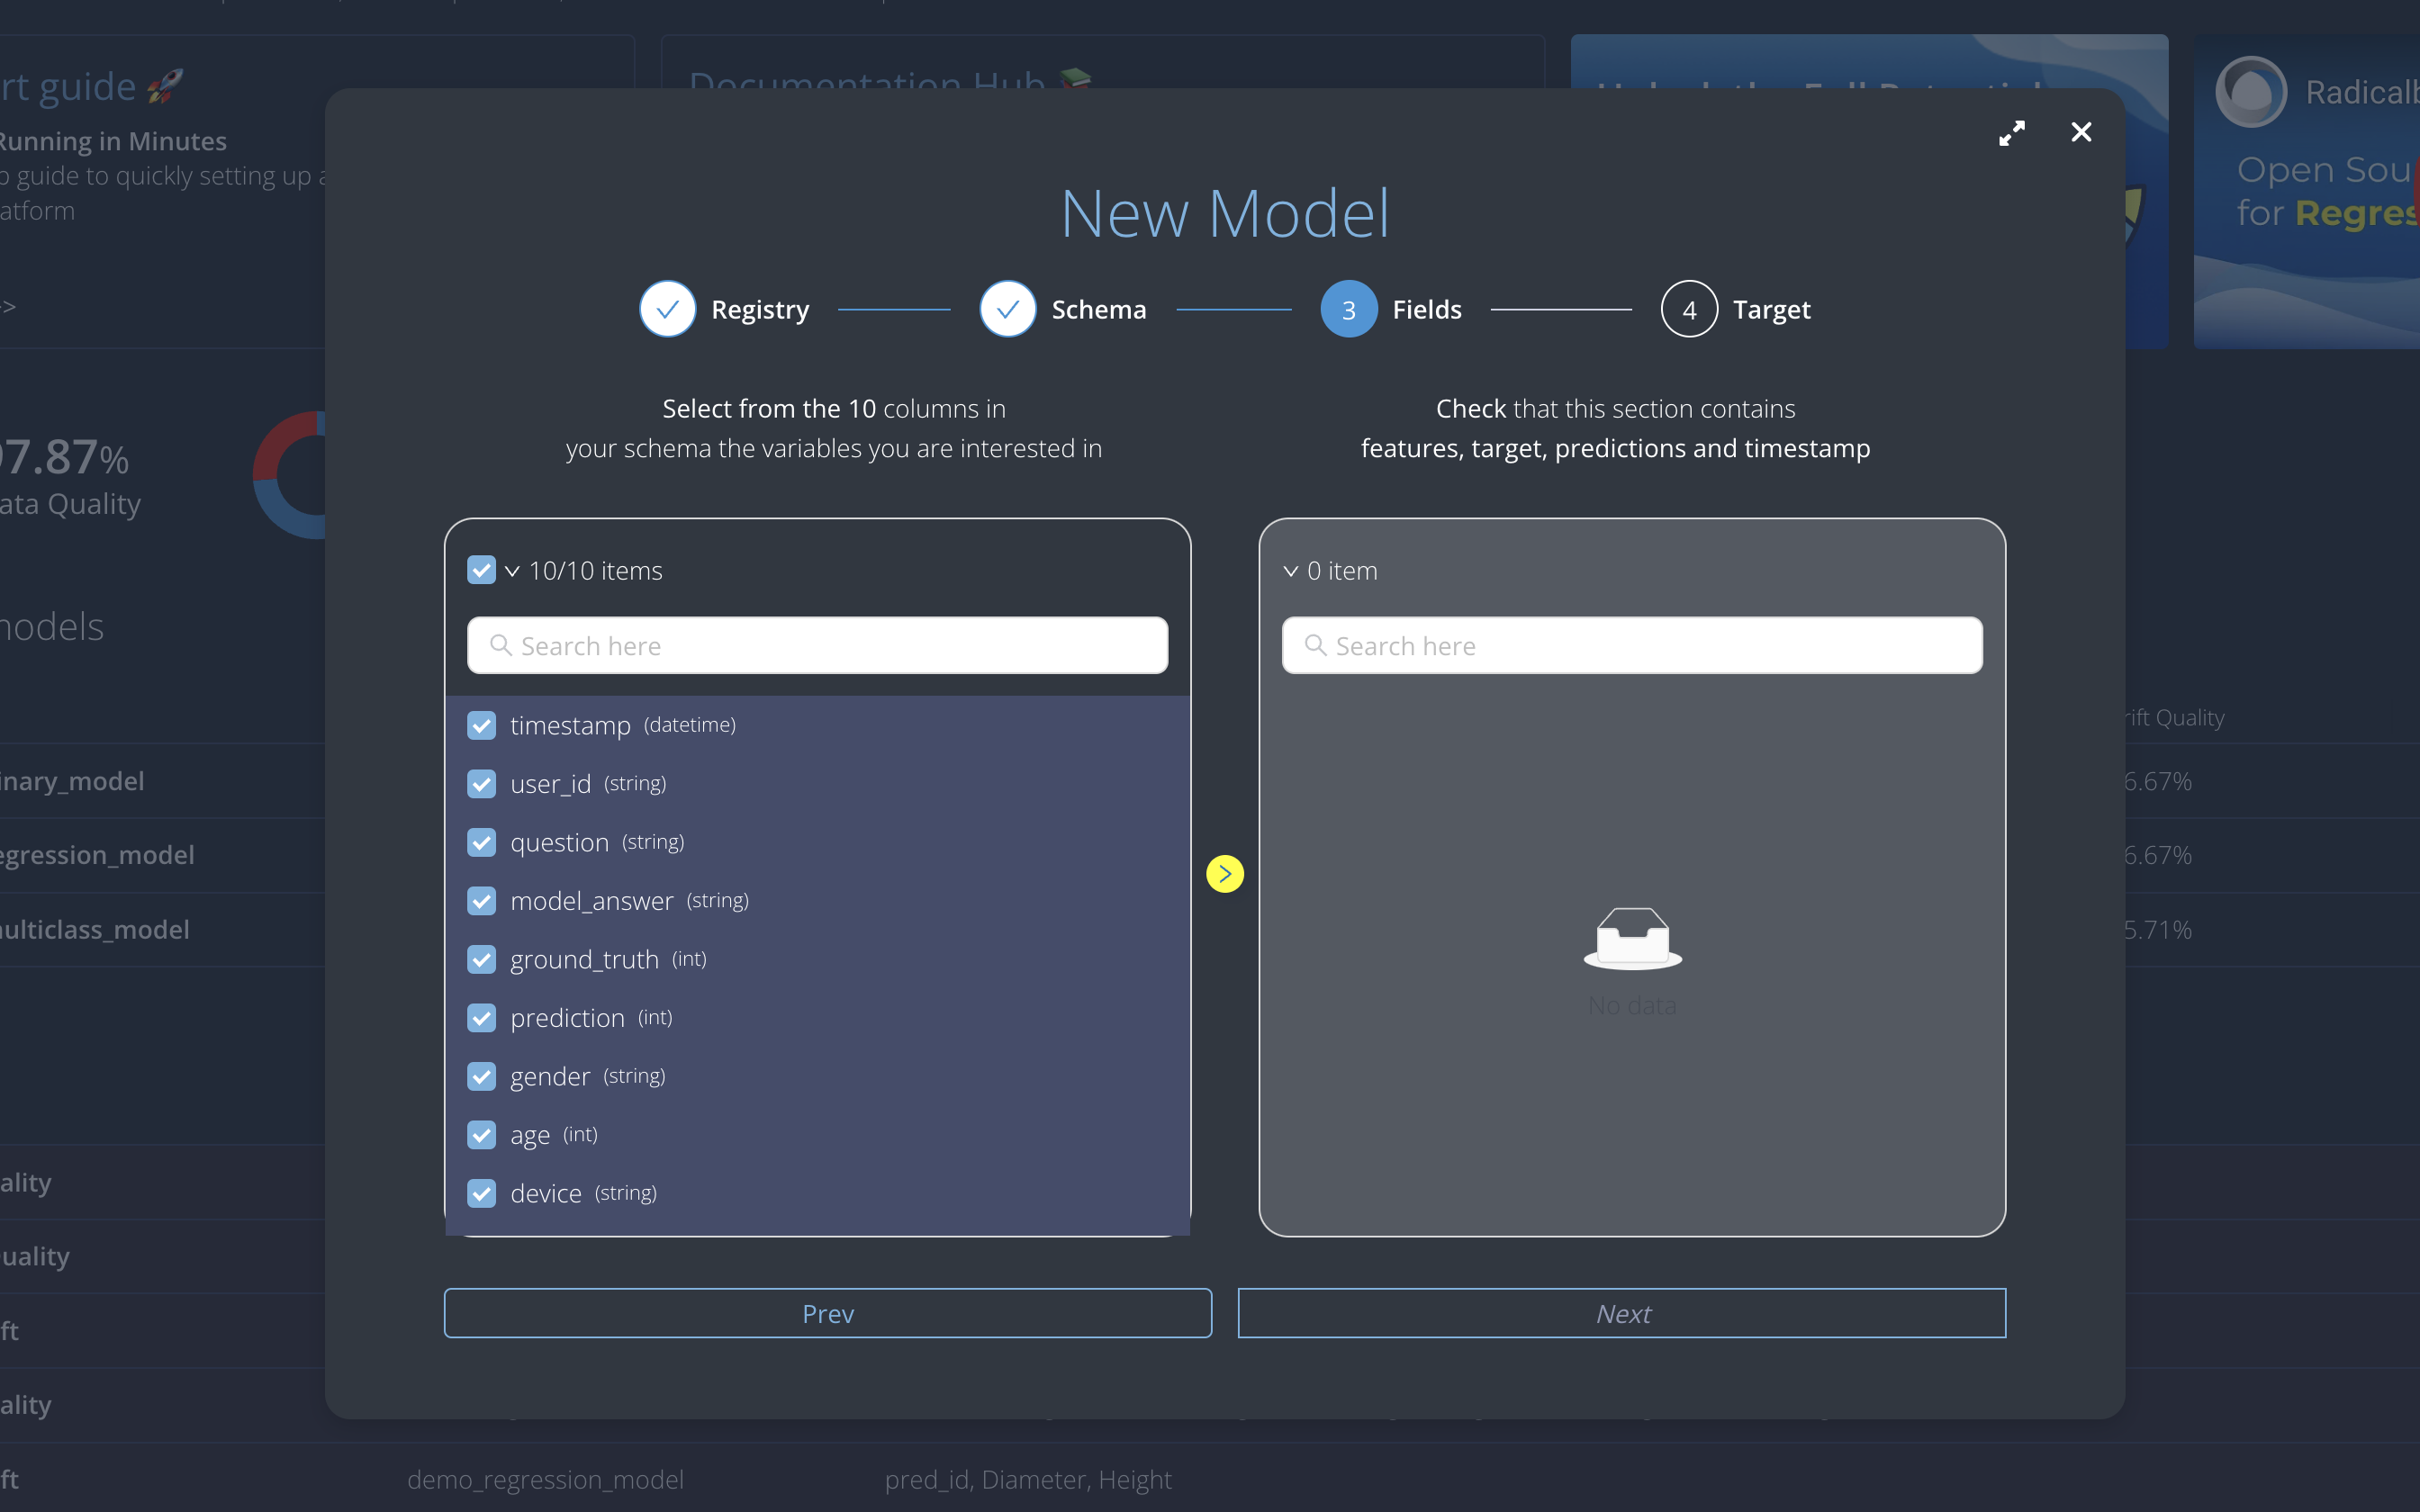 rt guide 🚀
Running in Minutes
guide to quickly setting up
atform
->
Documentation Hub 📚
Open Sou
for Regres
New Model
Registry
Schema
3 Fields
4 Target
Select from the 10 columns in
your schema the variables you are interested in
Check that this section contains
features, target, predictions and timestamp
97.87%
ata Quality
models
10/10 items
Search here
timestamp (datetime)
user_id (string)
question (string)
model_answer (string)
ground_truth (int)
prediction (int)
gender (string)
age (int)
device (string)
0 item
Search here
No data
Prev
Next
rift Quality
inary_model
6.67%
egression_model
6.67%
ulticlass_model
5.71%
ality
uality
ft
ality
ft
demo_regression_model
pred_id, Diameter, Height